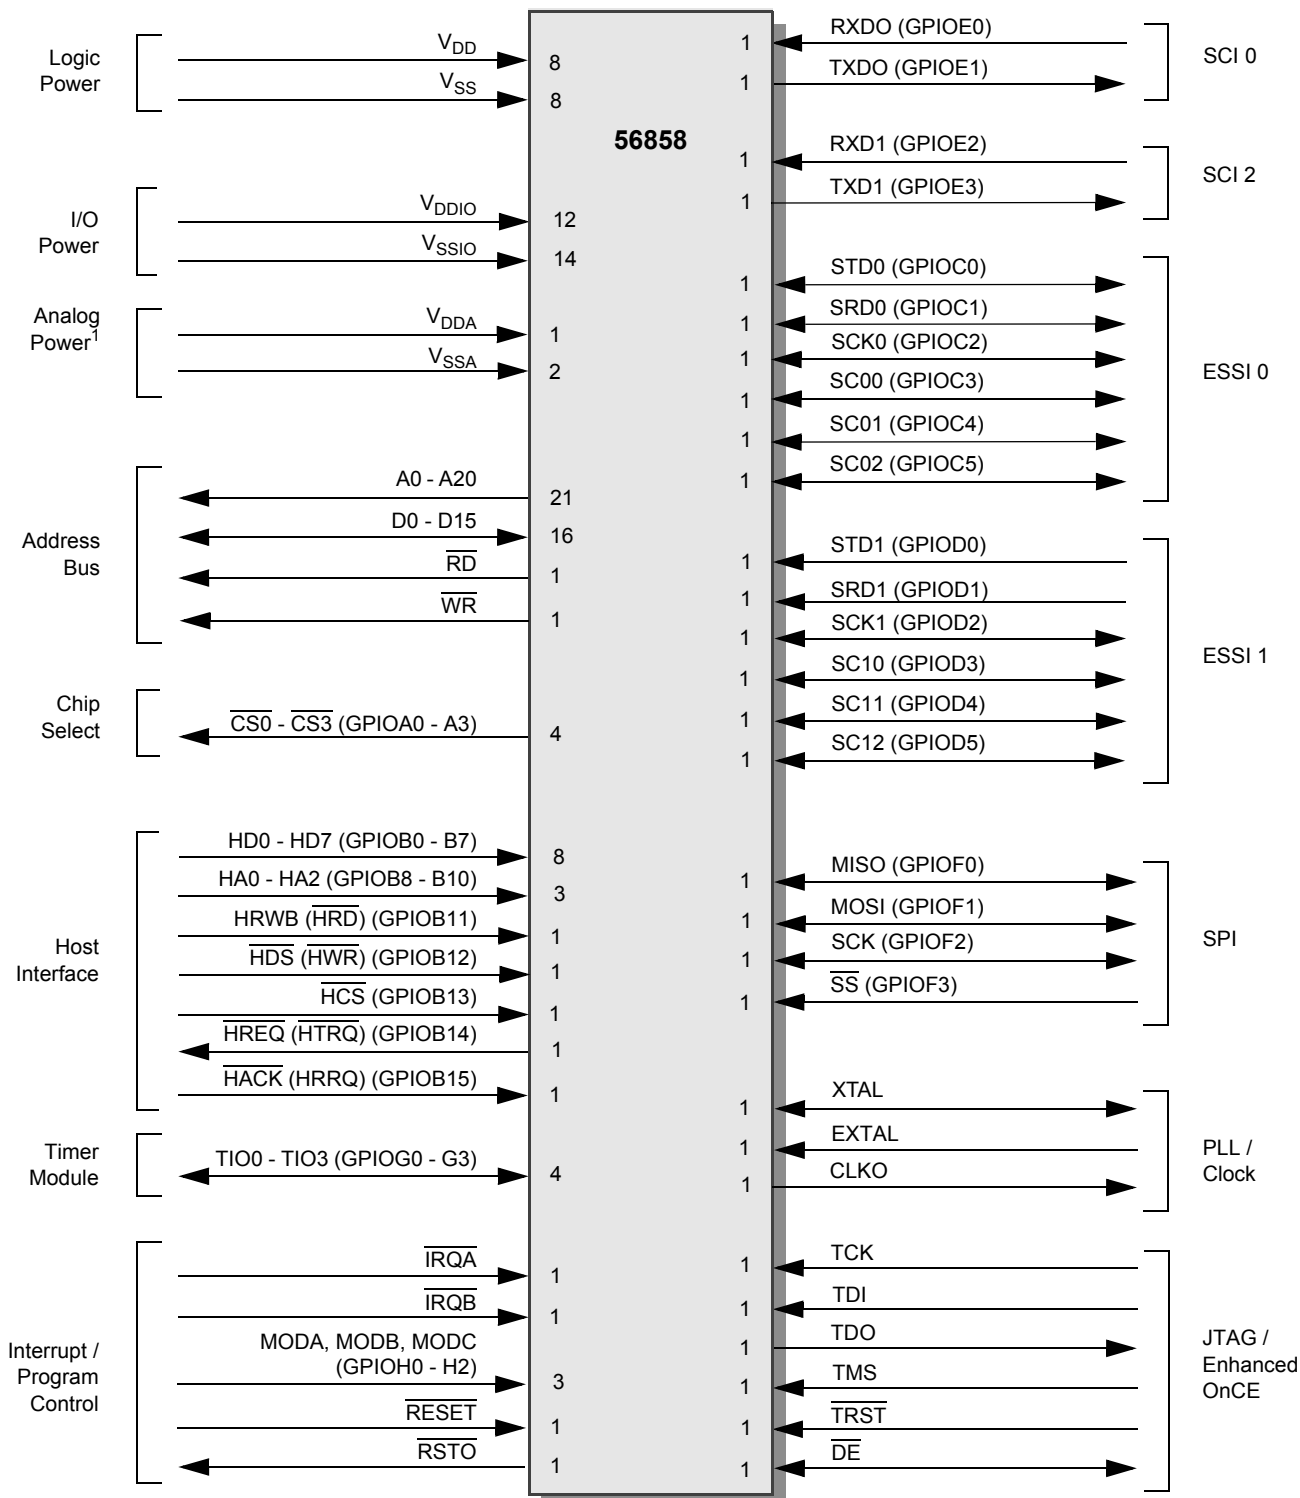 56858
Logic
Power
VDD
8
VSS
8
I/O
Power
VDDIO
12
VSSIO
14
Analog
Power1
VDDA
1
VSSA
2
Address
Bus
A0 - A20
21
D0 - D15
16
RD
1
WR
1
Chip
Select
CS0 - CS3 (GPIOA0 - A3)
4
Host
Interface
HD0 - HD7 (GPIOB0 - B7)
8
HA0 - HA2 (GPIOB8 - B10)
3
HRWB (HRD) (GPIOB11)
1
HDS (HWR) (GPIOB12)
1
HCS (GPIOB13)
1
HREQ (HTRQ) (GPIOB14)
1
HACK (HRRQ) (GPIOB15)
1
Timer
Module
TIO0 - TIO3 (GPIOG0 - G3)
4
Interrupt /
Program
Control
IRQA
1
IRQB
1
MODA, MODB, MODC
(GPIOH0 - H2)
3
RESET
1
RSTO
1
1
RXDO (GPIOE0)
1
TXDO (GPIOE1)
SCI 0
1
RXD1 (GPIOE2)
1
TXD1 (GPIOE3)
SCI 2
1
STD0 (GPIOC0)
1
SRD0 (GPIOC1)
1
SCK0 (GPIOC2)
1
SC00 (GPIOC3)
1
SC01 (GPIOC4)
1
SC02 (GPIOC5)
ESSI 0
1
STD1 (GPIOD0)
1
SRD1 (GPIOD1)
1
SCK1 (GPIOD2)
1
SC10 (GPIOD3)
1
SC11 (GPIOD4)
1
SC12 (GPIOD5)
ESSI 1
1
MISO (GPIOF0)
1
MOSI (GPIOF1)
1
SCK (GPIOF2)
1
SS (GPIOF3)
SPI
1
XTAL
1
EXTAL
1
CLKO
PLL /
Clock
1
TCK
1
TDI
1
TDO
1
TMS
1
TRST
1
DE
JTAG /
Enhanced
OnCE